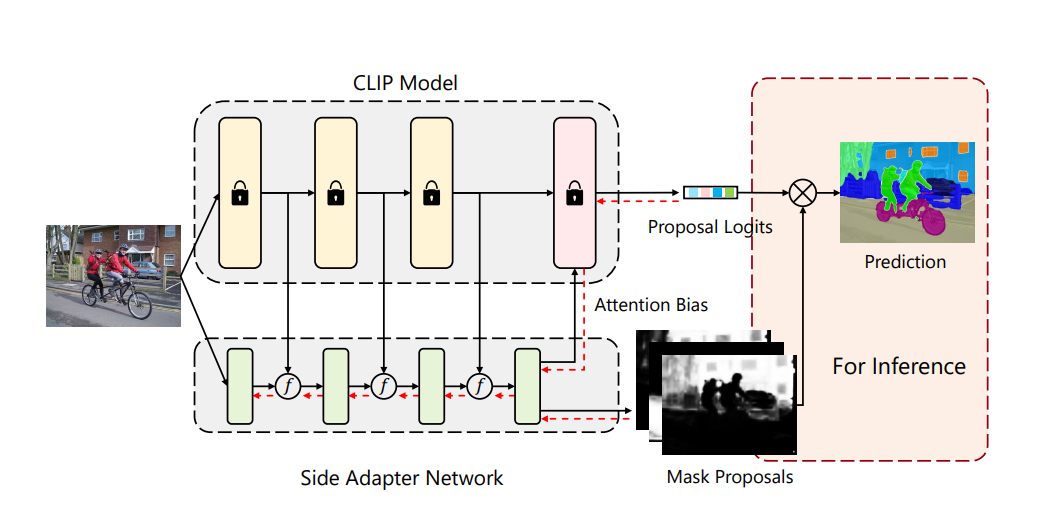 CLIP Model
Proposal Logits
Prediction
Attention Bias
f
f
f
For Inference
Side Adapter Network
Mask Proposals